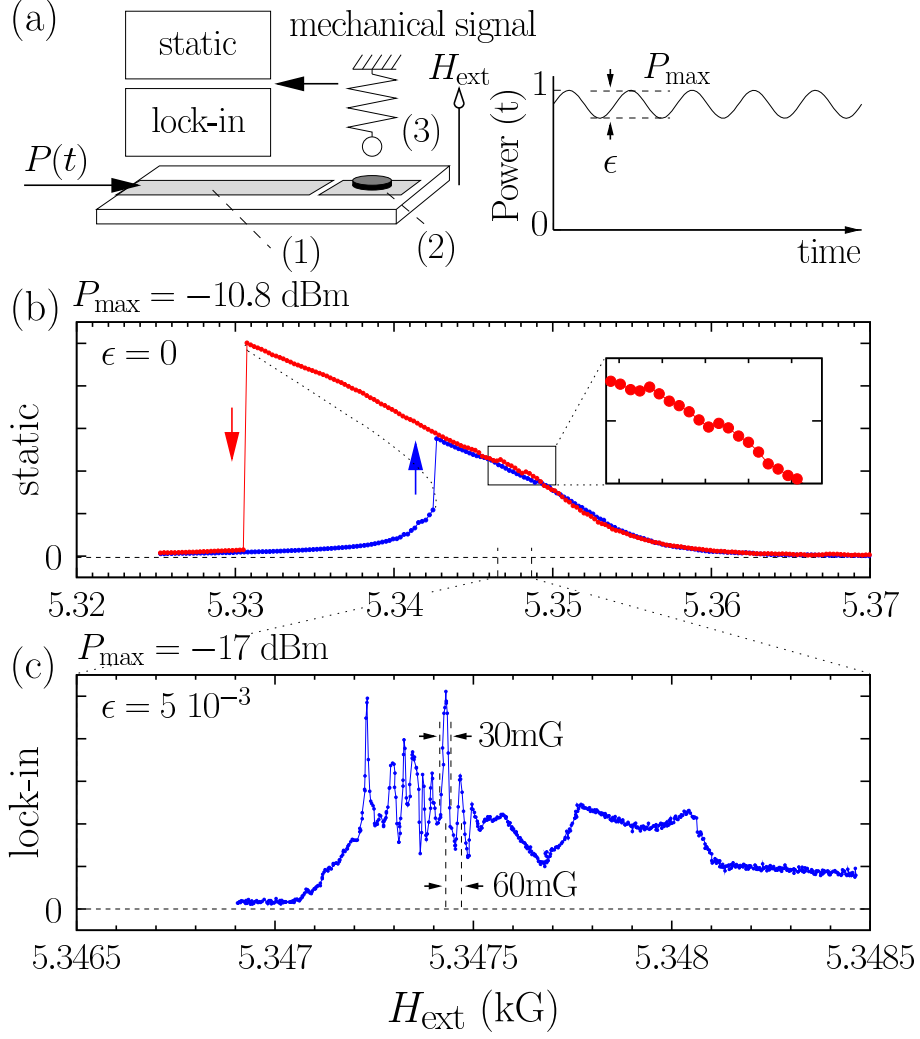 (a)
static
mechanical signal
H_ext
lock-in
P(t)
(3)
(1)
(2)
Power (t)
1
0
P_max
ϵ
time
(b) P_max = −10.8 dBm
ϵ = 0
static
0
5.32 5.33 5.34 5.35 5.36 5.37
(c) P_max = −17 dBm
ϵ = 5 10⁻³
30mG
60mG
lock-in
0
5.3465 5.347 5.3475 5.348 5.3485
H_ext (kG)